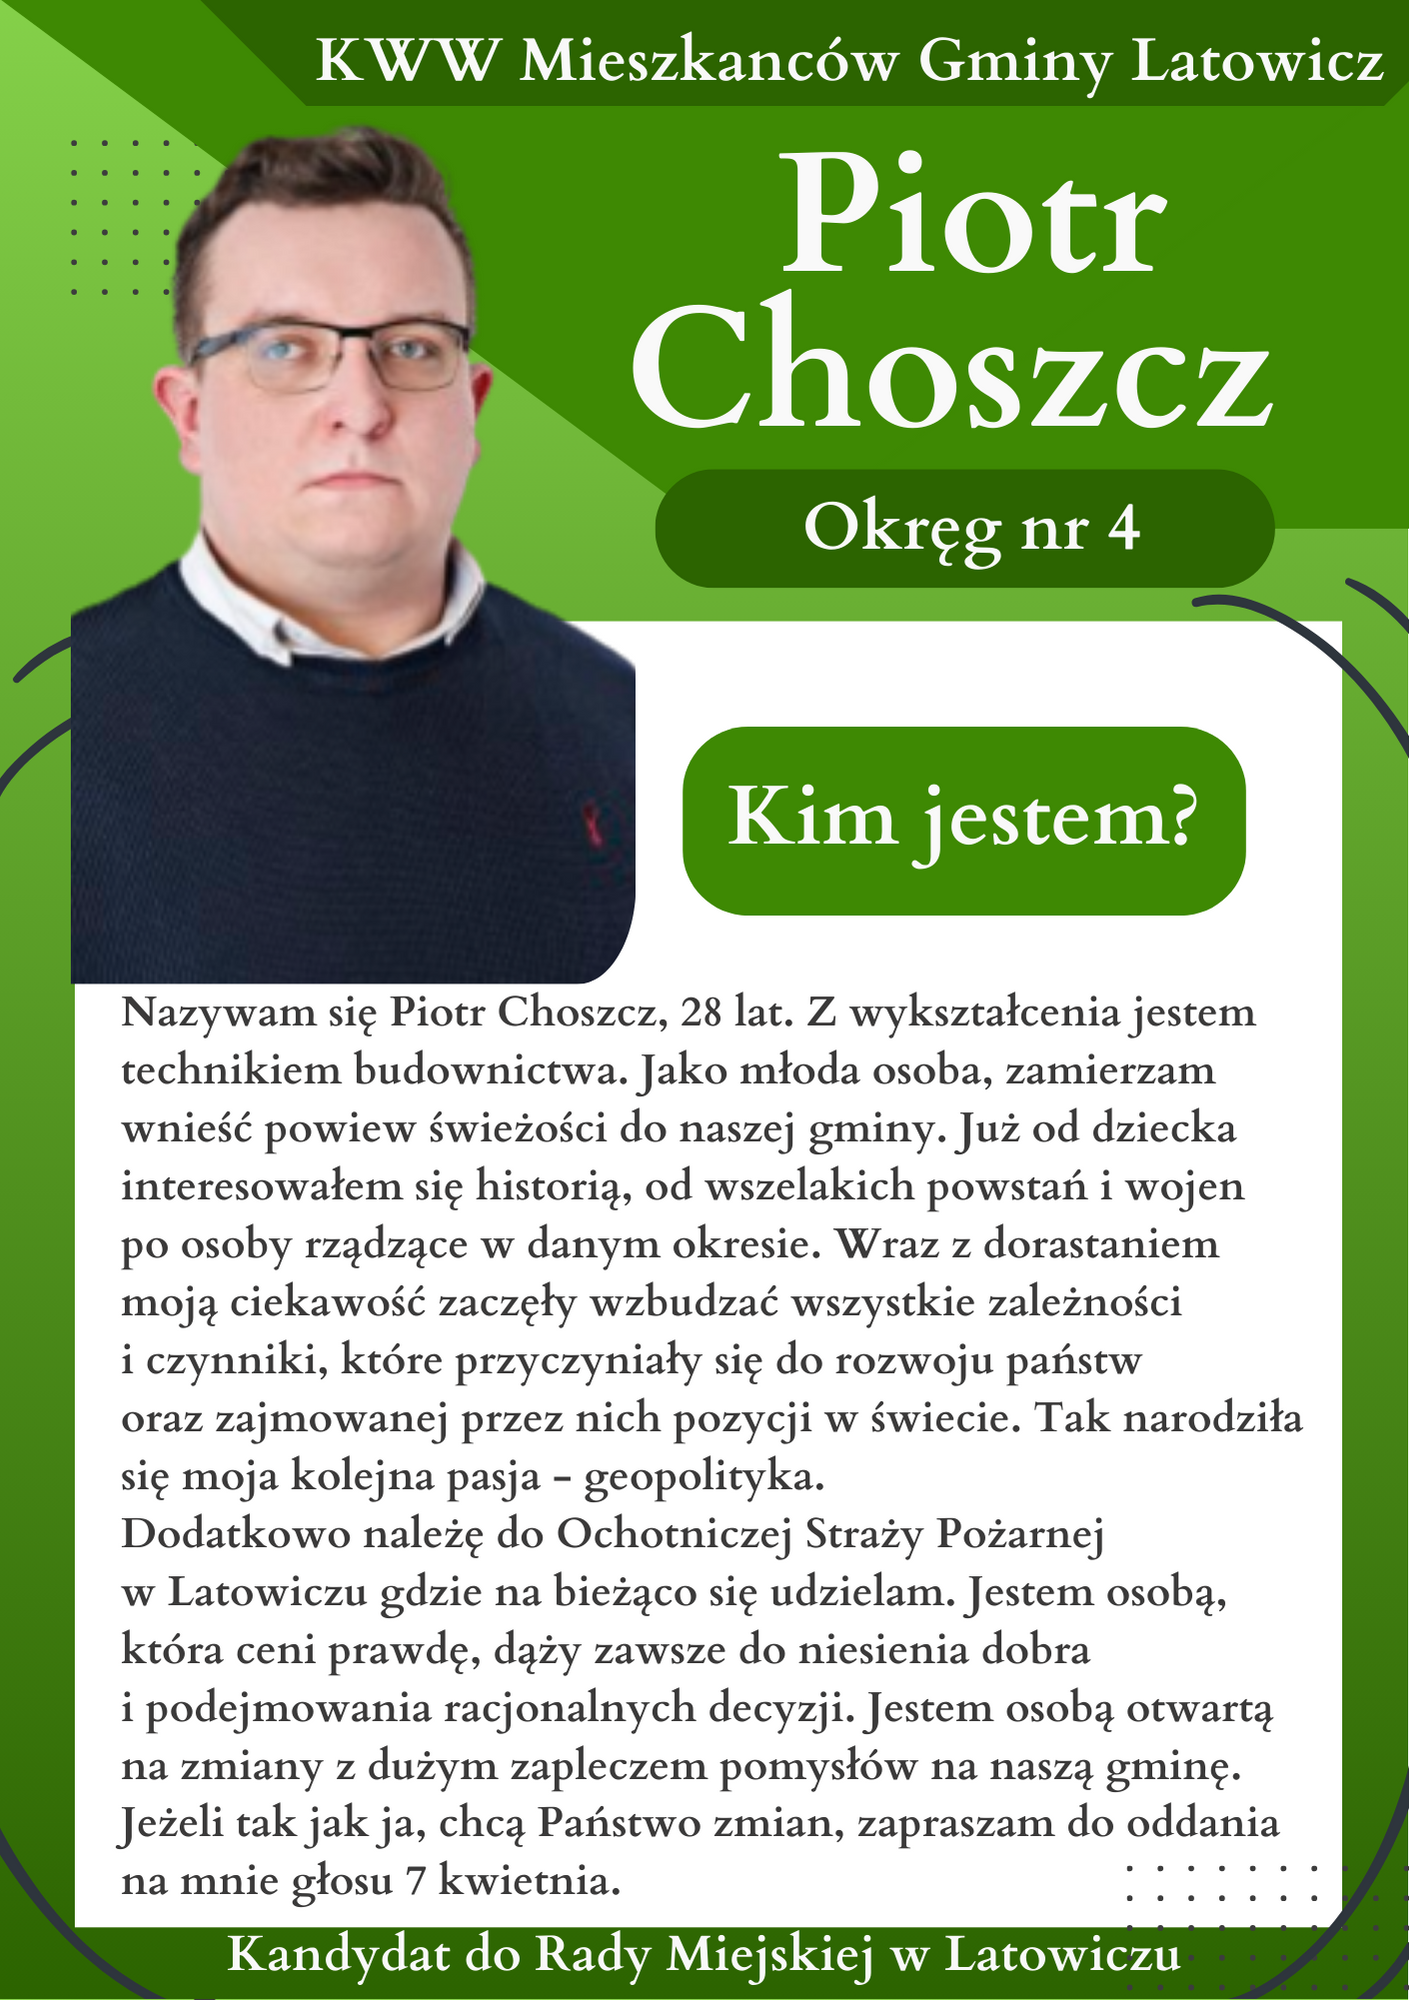 KWW Mieszkanców Gminy Latowicz
Piotr
Choszcz
Okręg nr 4
Kim jestem?
Nazywam się Piotr Choszcz, 28 lat. Z wykształcenia jestem
technikiem budownictwa. Jako młoda osoba, zamierzam
wnieść powiew świeżości do naszej gminy. Już od dziecka
interesowałem się historią, od wszelakich powstań i wojen
po osoby rządzące w danym okresie. Wraz z dorastaniem
moją ciekawość zaczęły wzbudzać wszystkie zależności
i czynniki, które przyczyniały się do rozwoju państw
oraz zajmowanej przez nich pozycji w świecie. Tak narodziła
się moja kolejna pasja - geopolityka.
Dodatkowo należę do Ochotniczej Straży Pożarnej
w Latowiczu gdzie na bieżąco się udzielam. Jestem osobą,
która ceni prawdę, dąży zawsze do niesienia dobra
i podejmowania racjonalnych decyzji. Jestem osobą otwartą
na zmiany z dużym zapleczem pomysłów na naszą gminę.
Jeżeli tak jak ja, chcą Państwo zmian, zapraszam do oddania
na mnie głosu 7 kwietnia.
Kandydat do Rady Miejskiej w Latowiczu